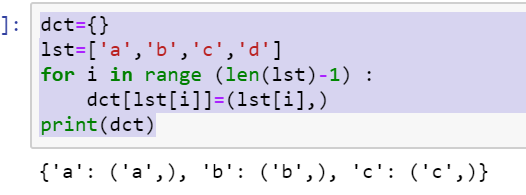 ]:
dct={}
lst=['a','b','c','d']
for i in range (len(lst)-1) :
    dct[lst[i]]=(lst[i],)
print(dct)
{'a': ('a',), 'b': ('b',), 'c': ('c',)}